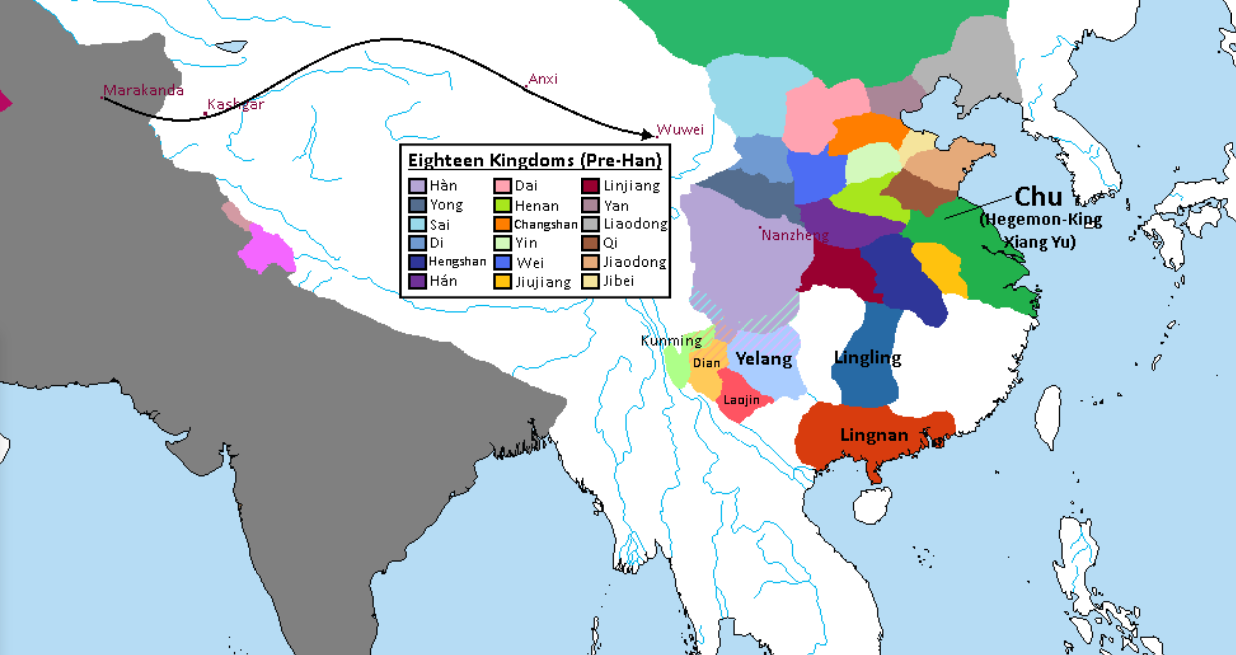 Marakanda
Kashgar
Anxi
Wuwei
Eighteen Kingdoms (Pre-Han)
Hàn
Dai
Linjiang
Yong
Henan
Yan
Sai
Changshan
Liaodong
Di
Yin
Qi
Hengshan
Wei
Jiaodong
Hán
Jiujiang
Jibei
Chu
(Hegemon-King
Xiang Yu)
Nanzheng
Kunming
Dian
Yelang
Lingling
Laojin
Lingnan